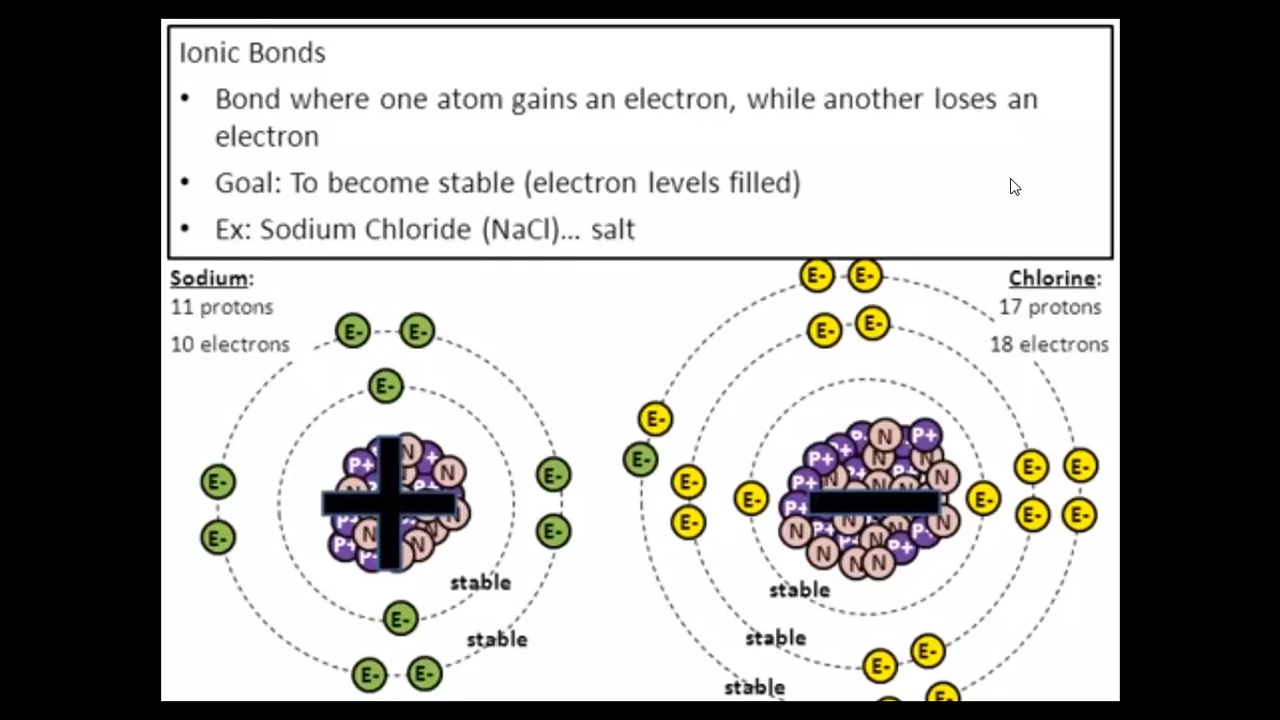 Ionic Bonds
• Bond where one atom gains an electron, while another loses an
electron
• Goal: To become stable (electron levels filled)
• Ex: Sodium Chloride (NaCl)... salt
Sodium:
11 protons
10 electrons
Chlorine:
17 protons
18 electrons
E- E-
E-
E-
E-
E-
E-
E-
E- E-
P+ N + N
P+ N
P+ N
stable
stable
E- E-
E- E-
E-
E-
E-
E-
E-
E-
E- E-
E- E-
E- E-
E-
N P+
P+ N N
P+ N P+ N
P+ N N
N P+ N N
N N N P+
stable
stable
stable